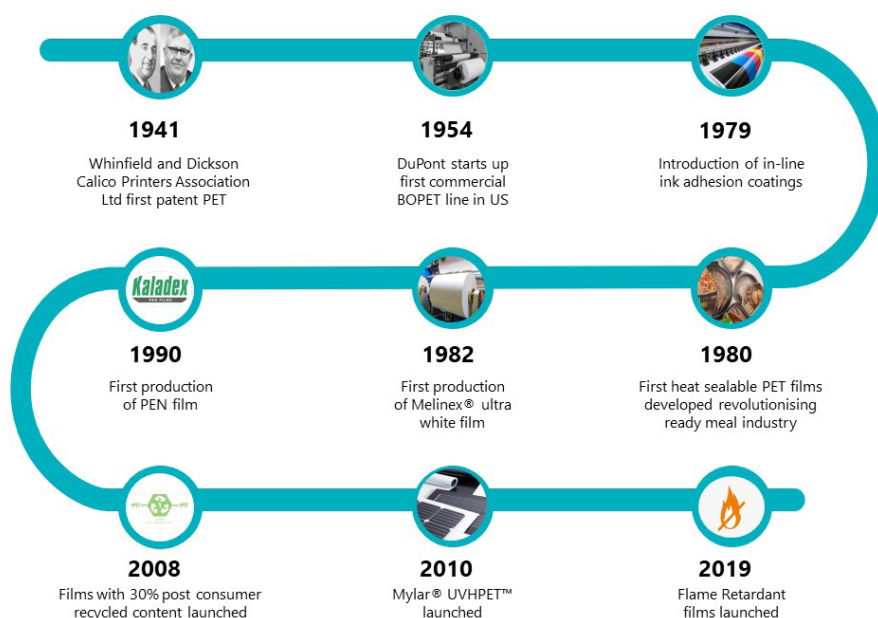 1941
Whinfield and Dickson
Calico Printers Association
Ltd first patent PET
1954
DuPont starts up
first commercial
BOPET line in US
1979
Introduction of in-line
ink adhesion coatings
1980
First heat sealable PET films
developed revolutionising
ready meal industry
1982
First production
of Melinex® ultra
white film
Kaladex
PEN FILMS
1990
First production
of PEN film
2008
Films with 30% post consumer
recycled content launched
2010
Mylar® UVHPET™
launched
2019
Flame Retardant
films launched